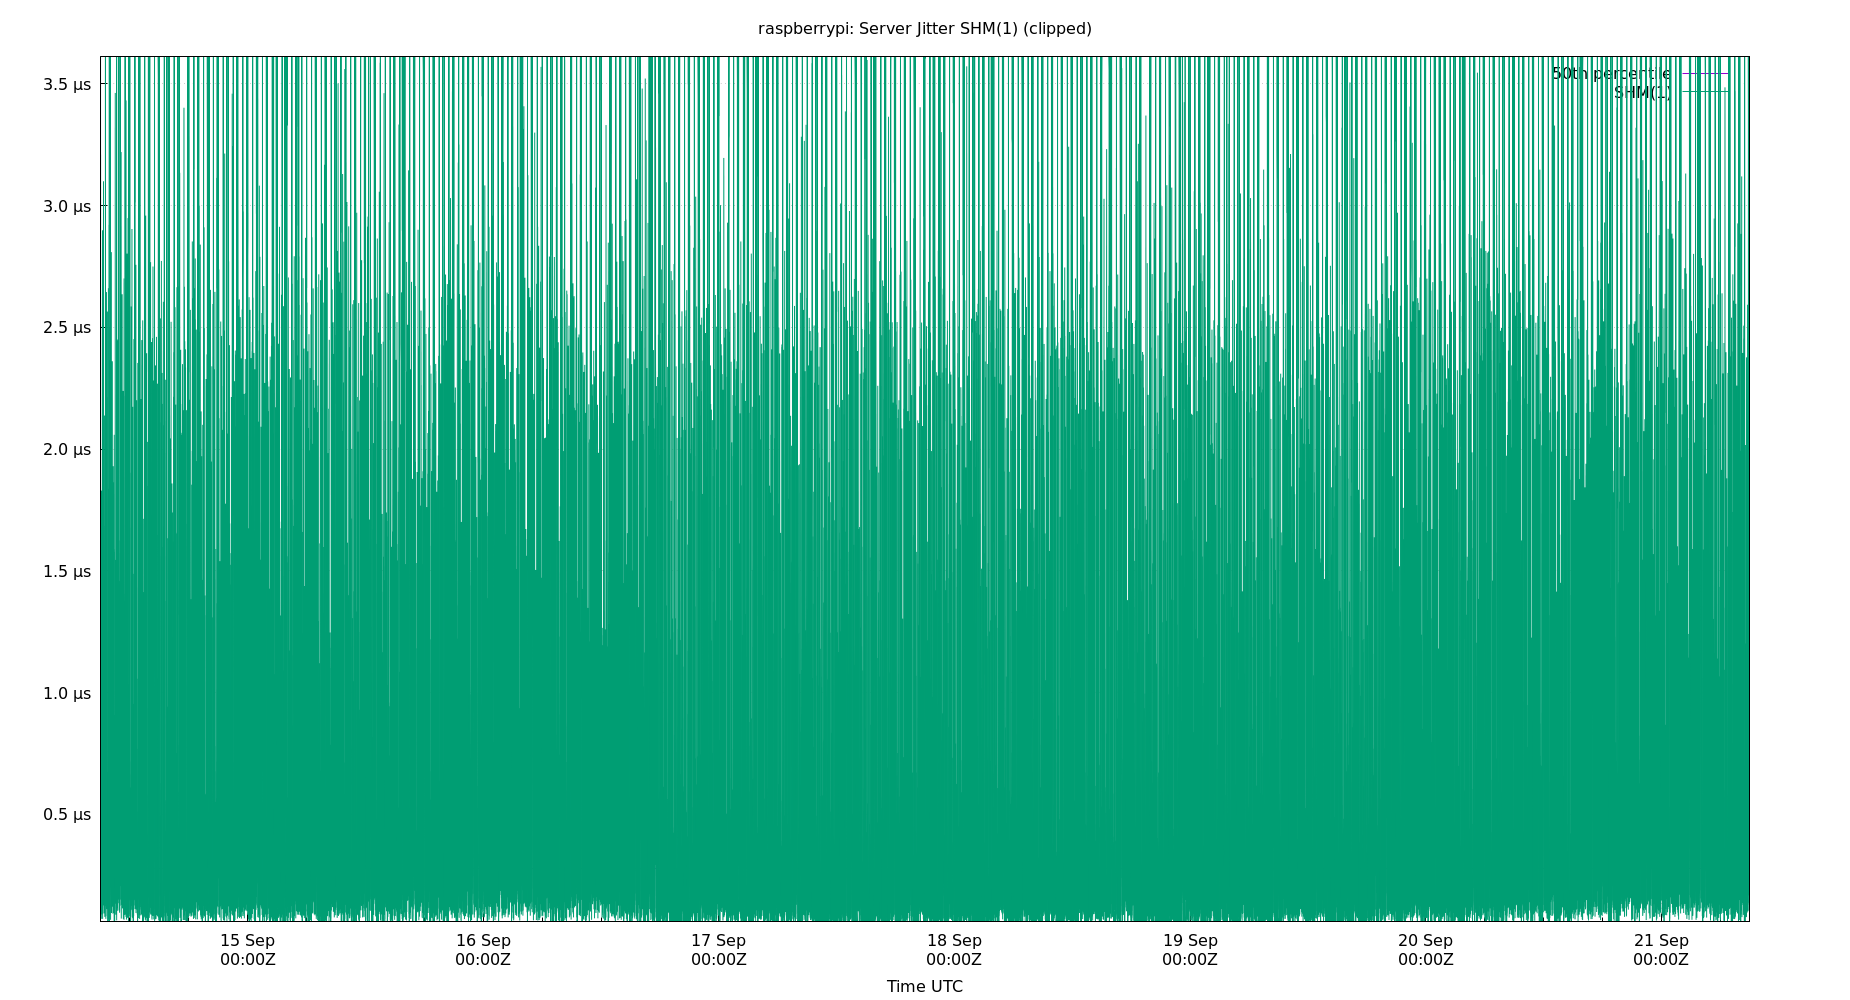 raspberrypi: Server Jitter SHM(1) (clipped)
50th percentile
SHM(1)
3.5 µs
3.0 µs
2.5 µs
2.0 µs
1.5 µs
1.0 µs
0.5 µs
15 Sep 16 Sep 17 Sep 18 Sep 19 Sep 20 Sep 21 Sep
00:00Z 00:00Z 00:00Z 00:00Z 00:00Z 00:00Z 00:00Z
Time UTC